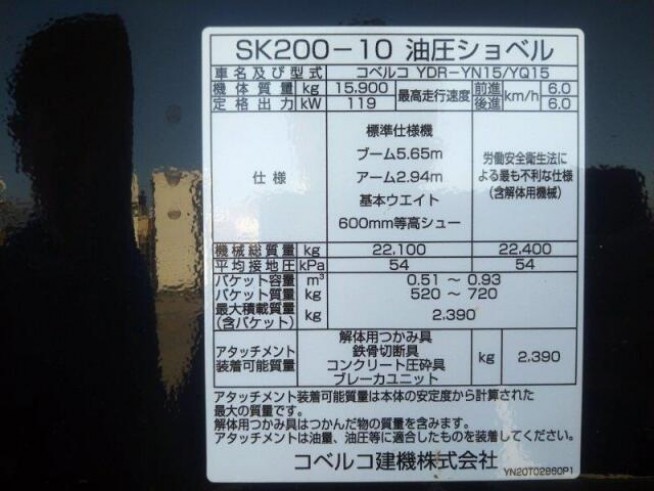 SK200-10 油圧ショベル
車名及び型式 コベルコ YDR-YN15/YQ15
機体質量 kg 15,900 最高走行速度 前進 km/h 6.0
定格出力 kW 119 後進 6.0
標準仕様機
ブーム5.65m
仕様 アーム2.94m
基本ウエイト
600mm等高シュー
労働安全衛生法に
よる最も不利な仕様
(含解体用機械)
機械総質量 kg 22,100 22,400
平均接地圧 kPa 54 54
バケット容量 m³ 0.51 ~ 0.93
バケット質量 kg 520 ~ 720
最大積載質量
(含バケット) kg 2,390
アタッチメント
装着可能質量
解体用つかみ具
鉄骨切断具
コンクリート圧砕具
ブレーカユニット
kg 2,390
アタッチメント装着可能質量は本体の安定度から計算された
最大の質量です。
解体用つかみ具はつかんだ物の質量を含みます。
アタッチメントは油量、油圧等に適合したものを装着してください。
コベルコ建機株式会社 YN20T02860P1